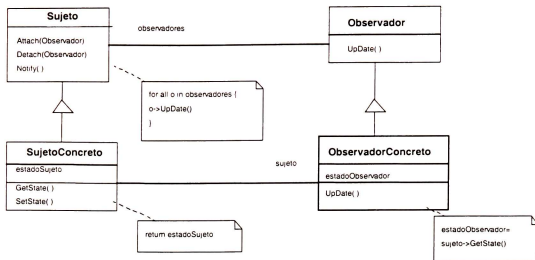 Sujeto
Attach(Observador)
Detach(Observador)
Notify( )
observadores
Observador
UpDate( )
for all o in observadores {
o->UpDate()
}
SujetoConcreto
estadoSujeto
GetState( )
SetState( )
sujeto
ObservadorConcreto
estadoObservador
UpDate( )
return estadoSujeto
estadoObservador=
sujeto->GetState()